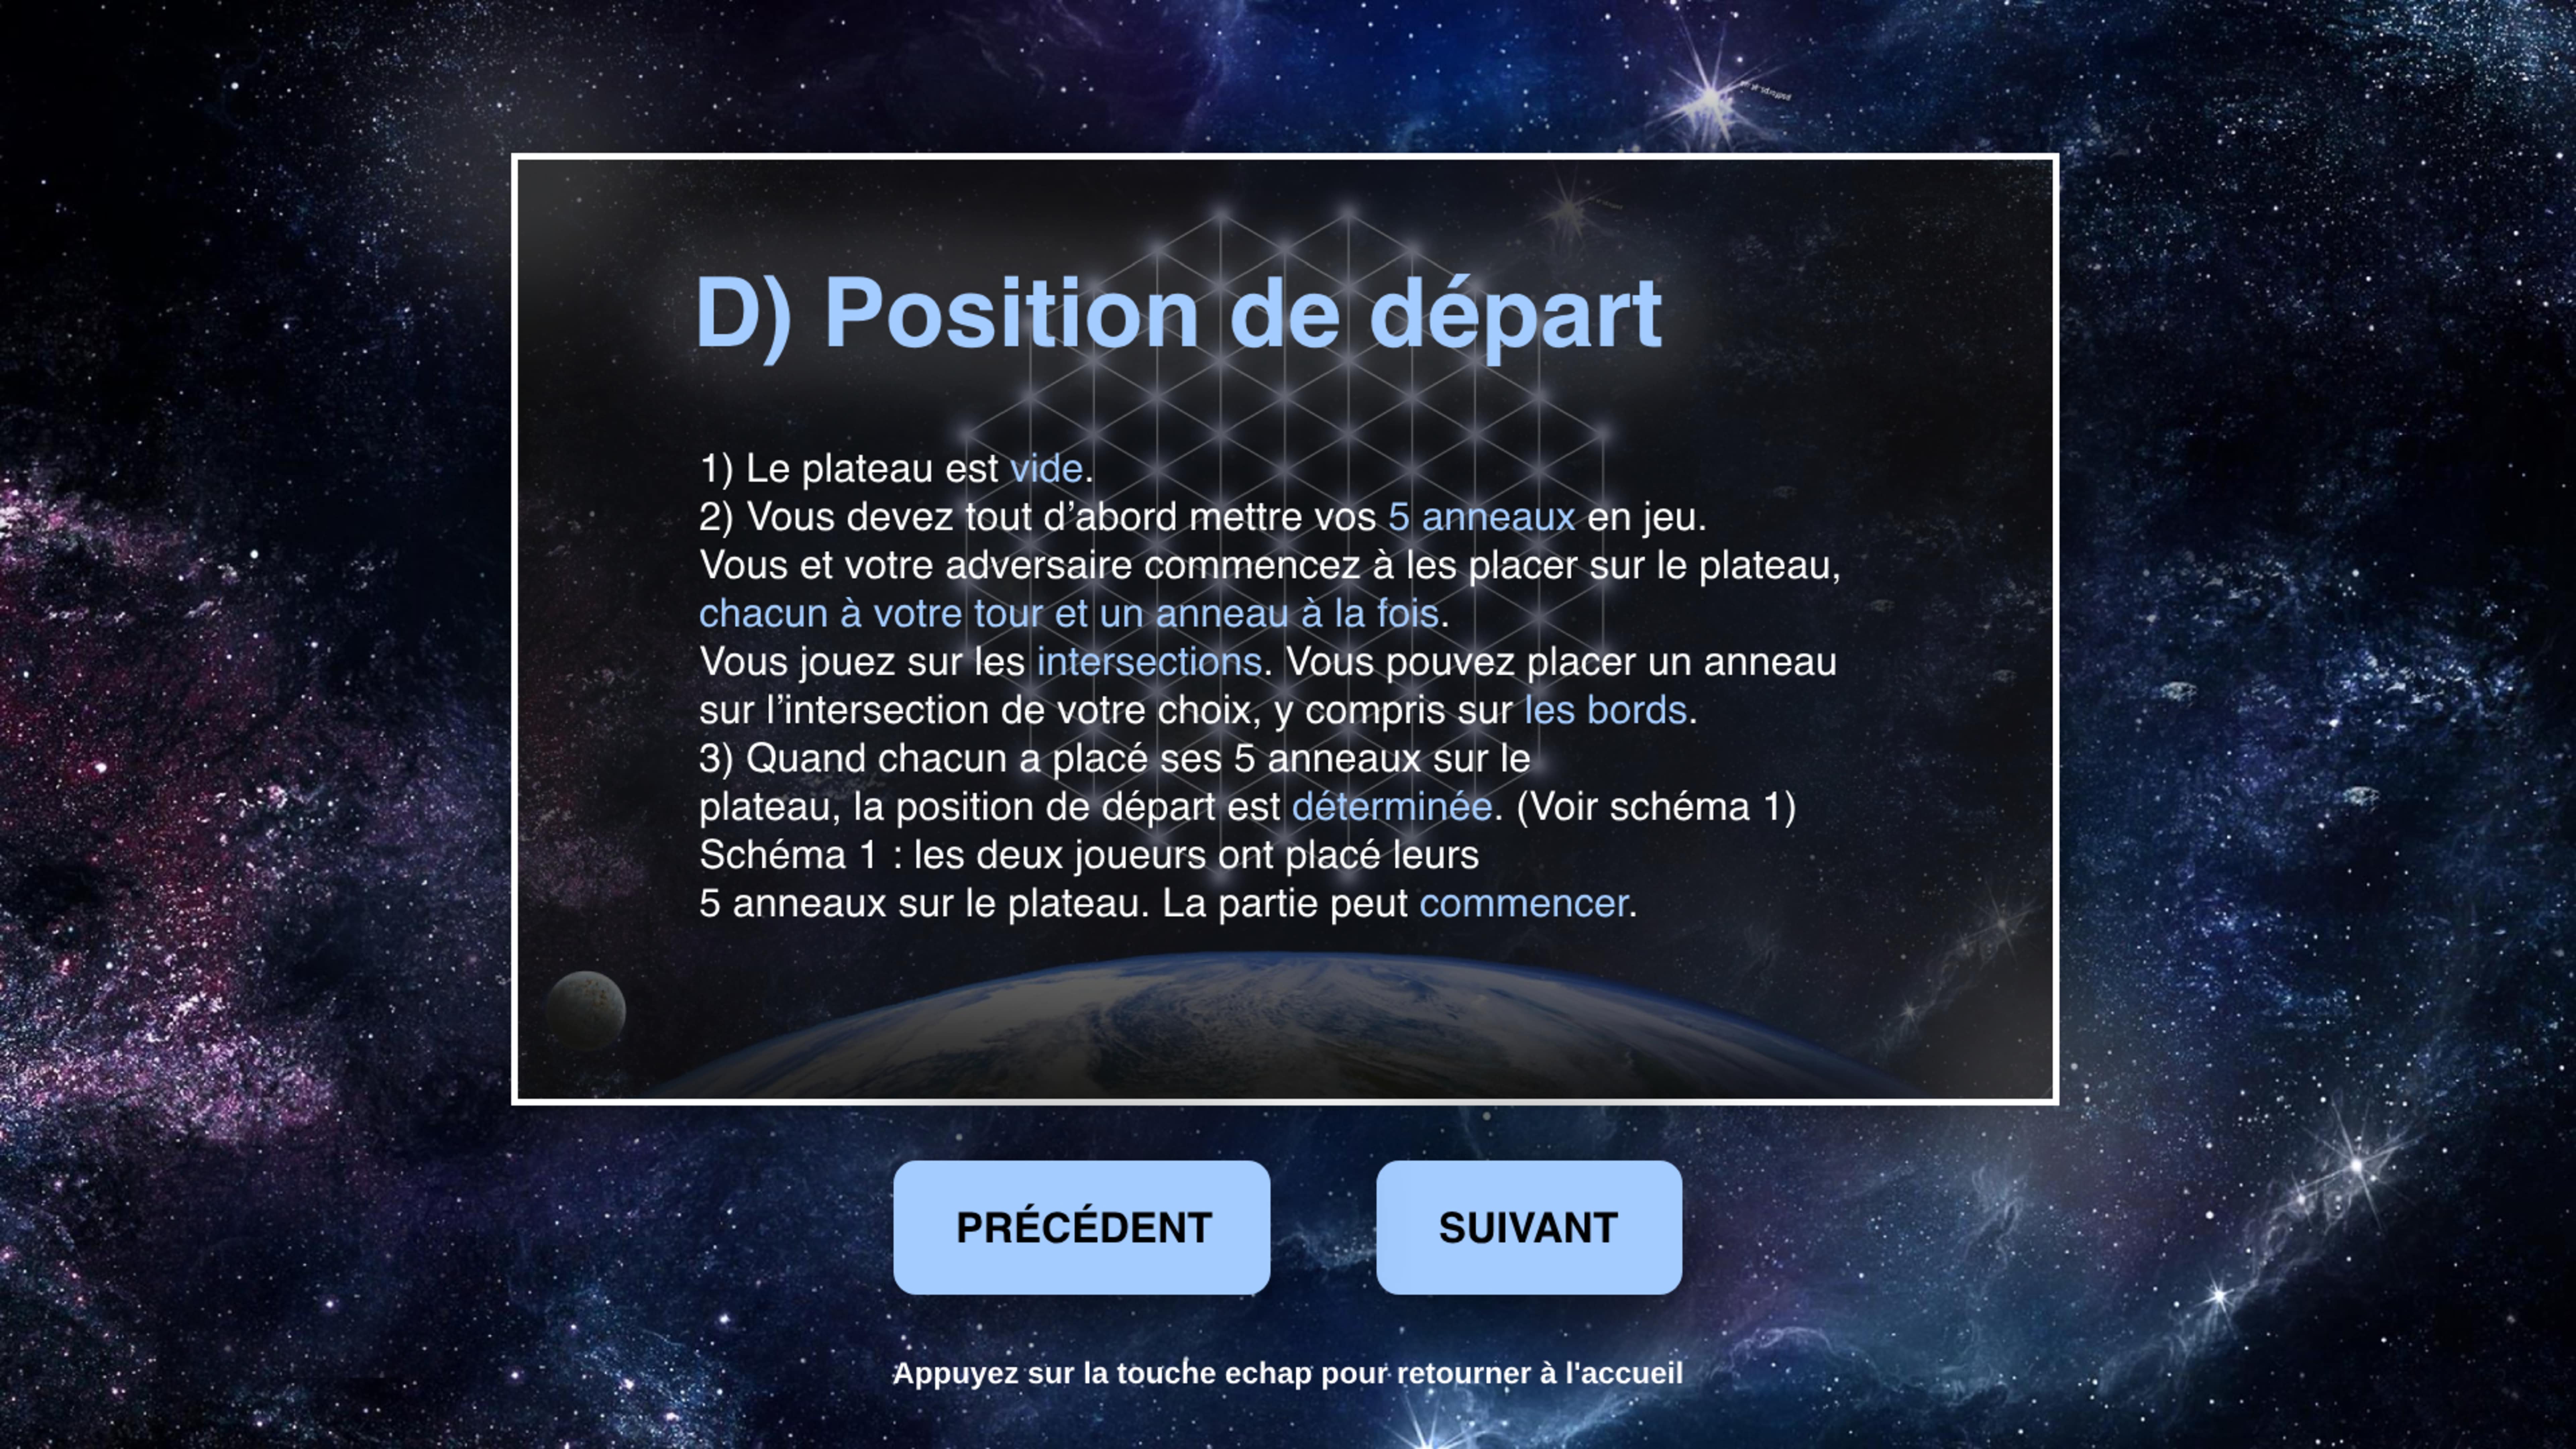 D) Position de départ
1) Le plateau est vide.
2) Vous devez tout d’abord mettre vos 5 anneaux en jeu.
Vous et votre adversaire commencez à les placer sur le plateau,
chacun à votre tour et un anneau à la fois.
Vous jouez sur les intersections. Vous pouvez placer un anneau
sur l’intersection de votre choix, y compris sur les bords.
3) Quand chacun a placé ses 5 anneaux sur le
plateau, la position de départ est déterminée. (Voir schéma 1)
Schéma 1 : les deux joueurs ont placé leurs
5 anneaux sur le plateau. La partie peut commencer.
PRÉCÉDENT SUIVANT
Appuyez sur la touche echap pour retourner à l'accueil